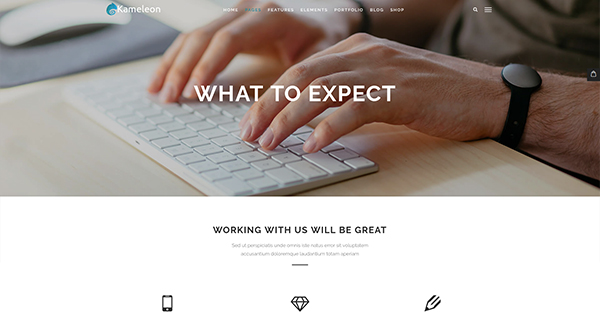 Kameleon
HOME PAGES FEATURES ELEMENTS PORTFOLIO BLOG SHOP
WHAT TO EXPECT
WORKING WITH US WILL BE GREAT
Sed ut perspiciatis unde omnis iste natus error sit voluptatem
accusantium doloremque laudantium totam aperiam